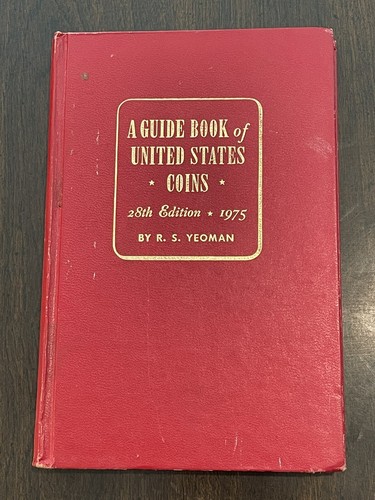 A GUIDE BOOK of
UNITED STATES
★ COINS ★
28th Edition ★ 1975
BY R. S. YEOMAN